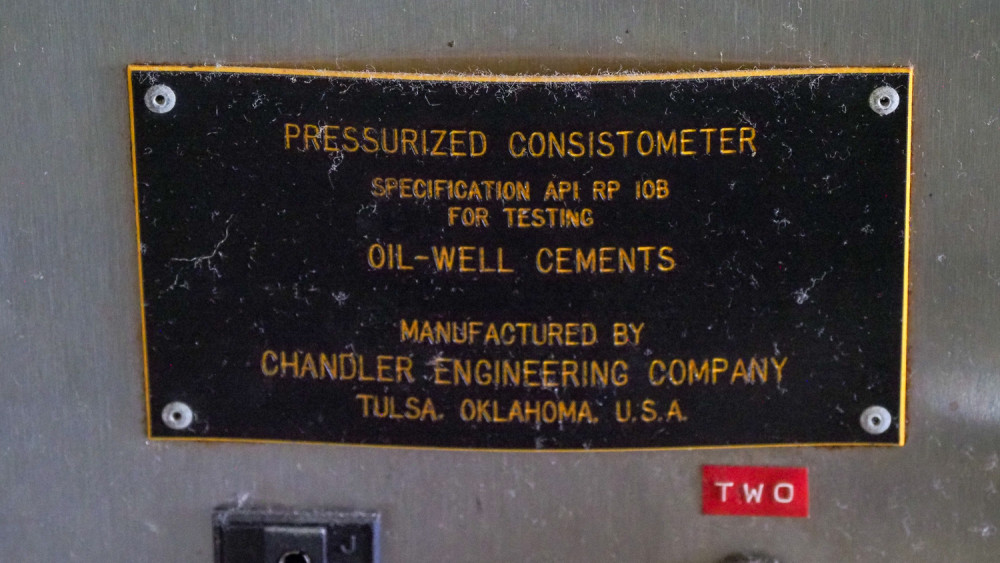 PRESSURIZED CONSISTOMETER
SPECIFICATION API RP 10B
FOR TESTING
OIL-WELL CEMENTS
MANUFACTURED BY
CHANDLER ENGINEERING COMPANY
TULSA, OKLAHOMA, U.S.A.
TWO
J